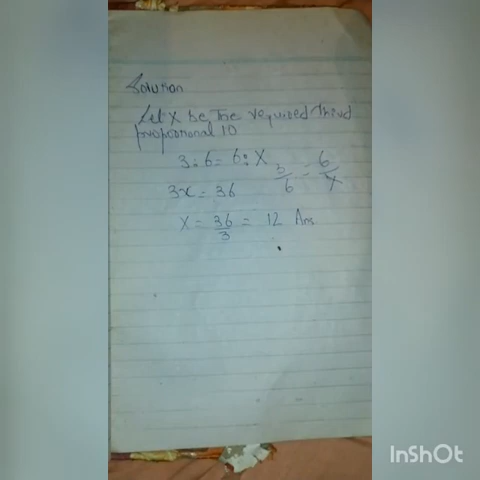 Solution
Let X be the required third
proportional to
3:6 = 6:X 3/6 = 6/X
3x = 36
X = 36/3 = 12 Ans
InShOt